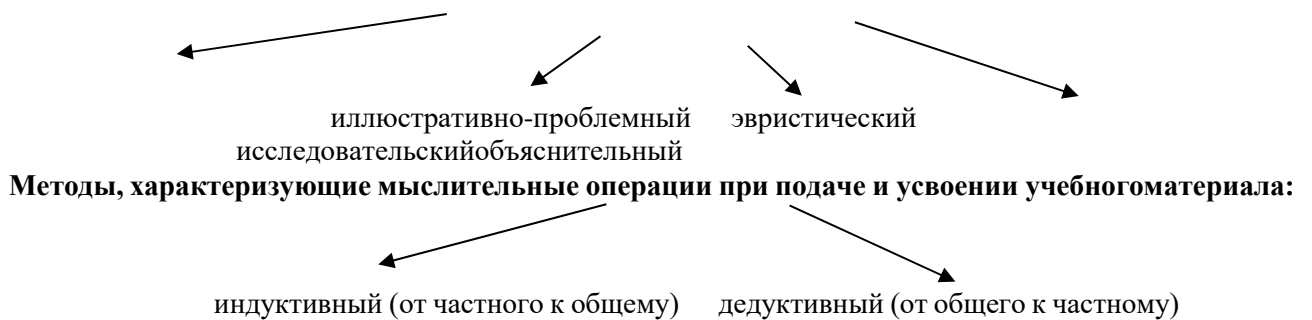 иллюстративно-проблемный эвристический
исследовательскийобъяснительный
Методы, характеризующие мыслительные операции при подаче и усвоении учебногоматериала:
индуктивный (от частного к общему) дедуктивный (от общего к частному)